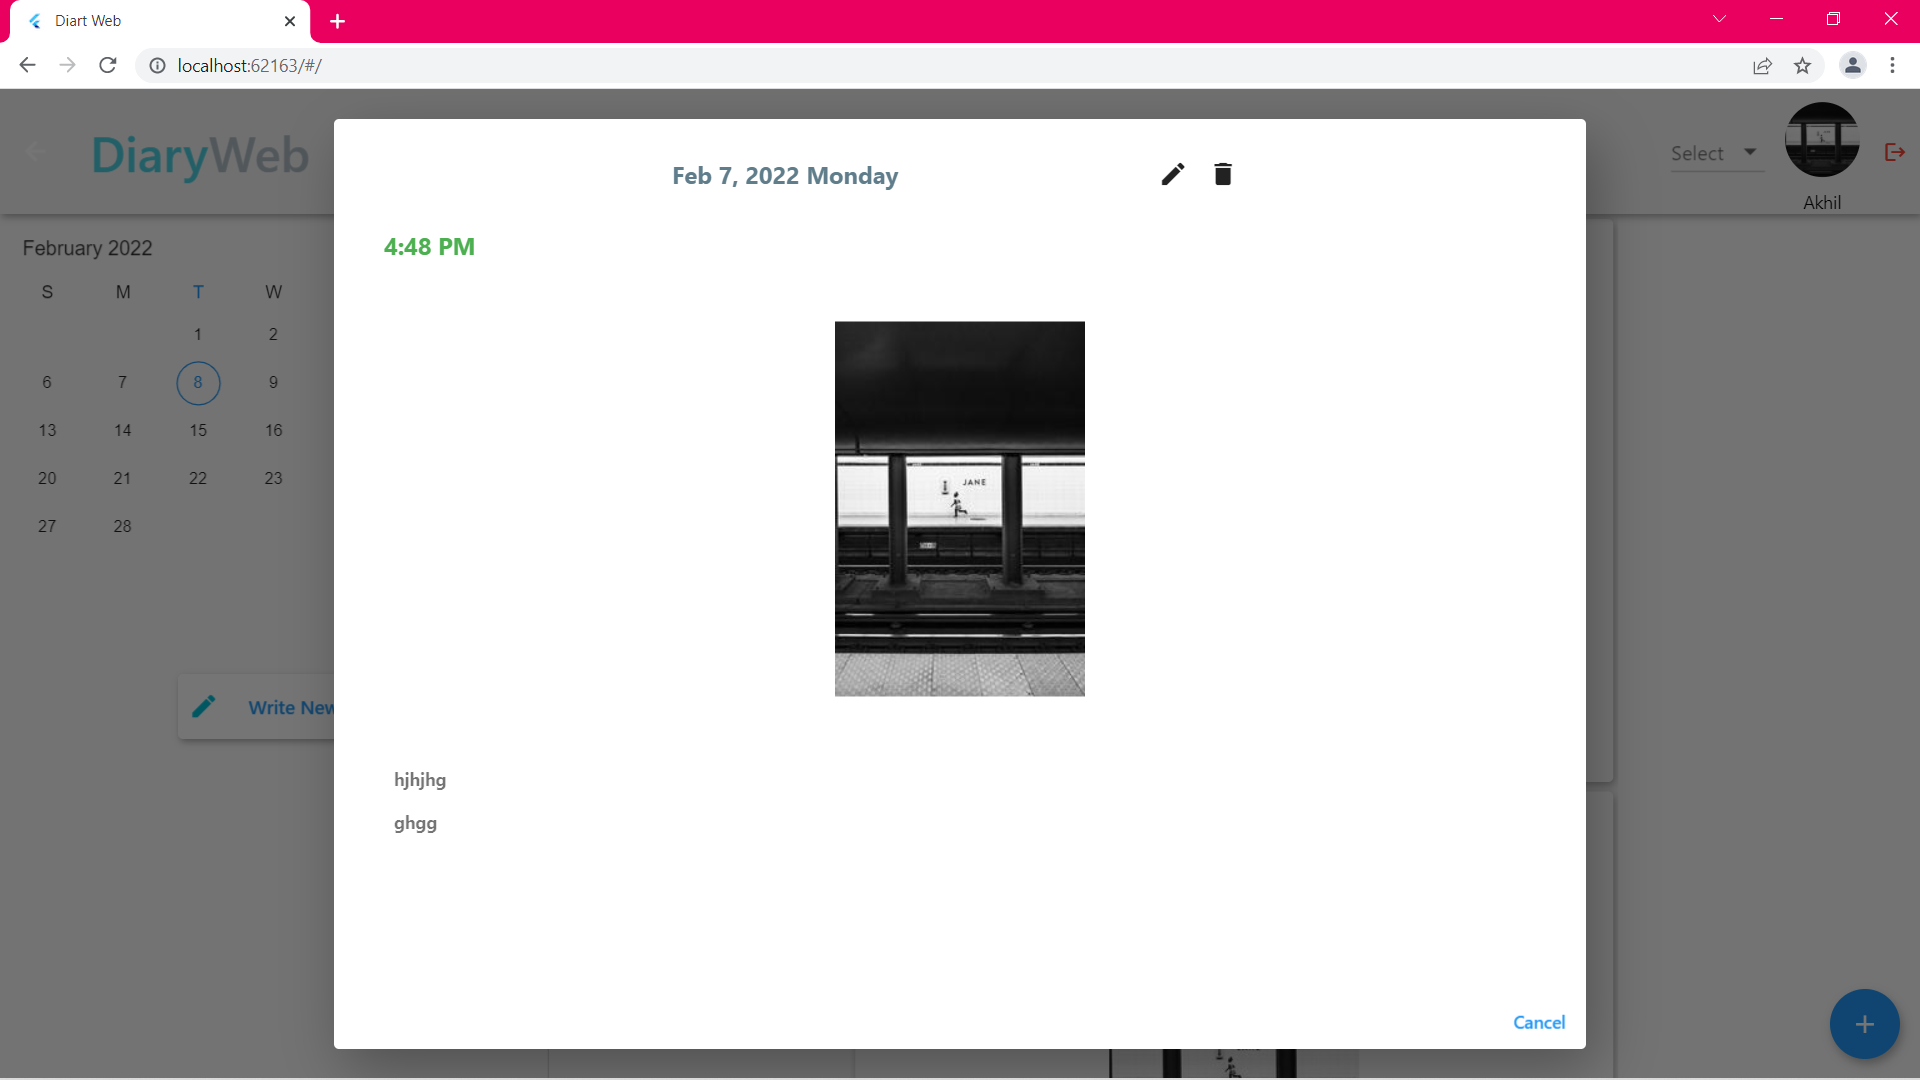 Diart Web
localhost:62163/#/
DiaryWeb
Select
Akhil
Feb 7, 2022 Monday
4:48 PM
February 2022
S M T W
1 2
6 7 8 9
13 14 15 16
20 21 22 23
27 28
JANE
Write New
hjhjhg
ghgg
Cancel